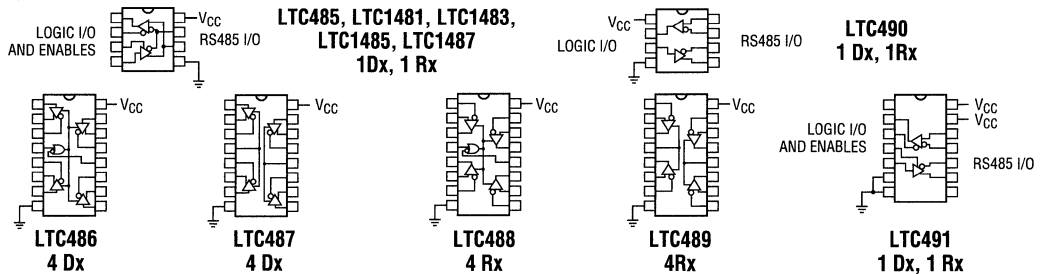 LOGIC I/O
AND ENABLES
VCC
RS485 I/O
LTC485, LTC1481, LTC1483,
LTC1485, LTC1487
1Dx, 1 Rx
VCC
LOGIC I/O
RS485 I/O
LTC490
1 Dx, 1Rx
VCC
LTC486
4 Dx
VCC
LTC487
4 Dx
VCC
LTC488
4 Rx
VCC
LTC489
4Rx
LOGIC I/O
AND ENABLES
VCC
VCC
RS485 I/O
LTC491
1 Dx, 1 Rx